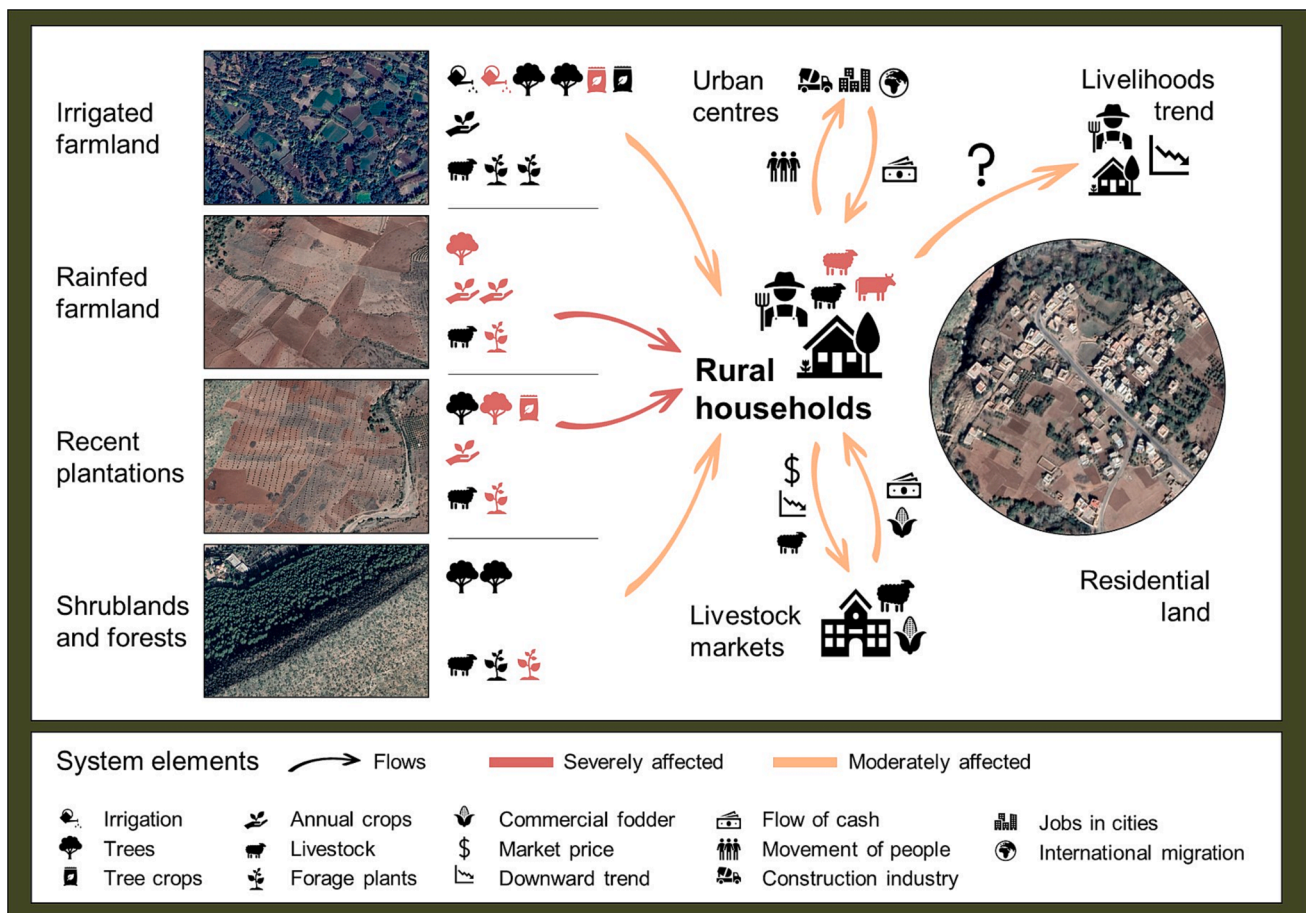 Irrigated
farmland
Rainfed
farmland
Recent
plantations
Shrublands
and forests
Urban
centres
Livelihoods
trend
?
Rural
households
$
Livestock
markets
Residential
land
System elements
Flows
Severely affected
Moderately affected
Irrigation
Trees
Tree crops
Annual crops
Livestock
Forage plants
Commercial fodder
$ Market price
Downward trend
Flow of cash
Movement of people
Construction industry
Jobs in cities
International migration